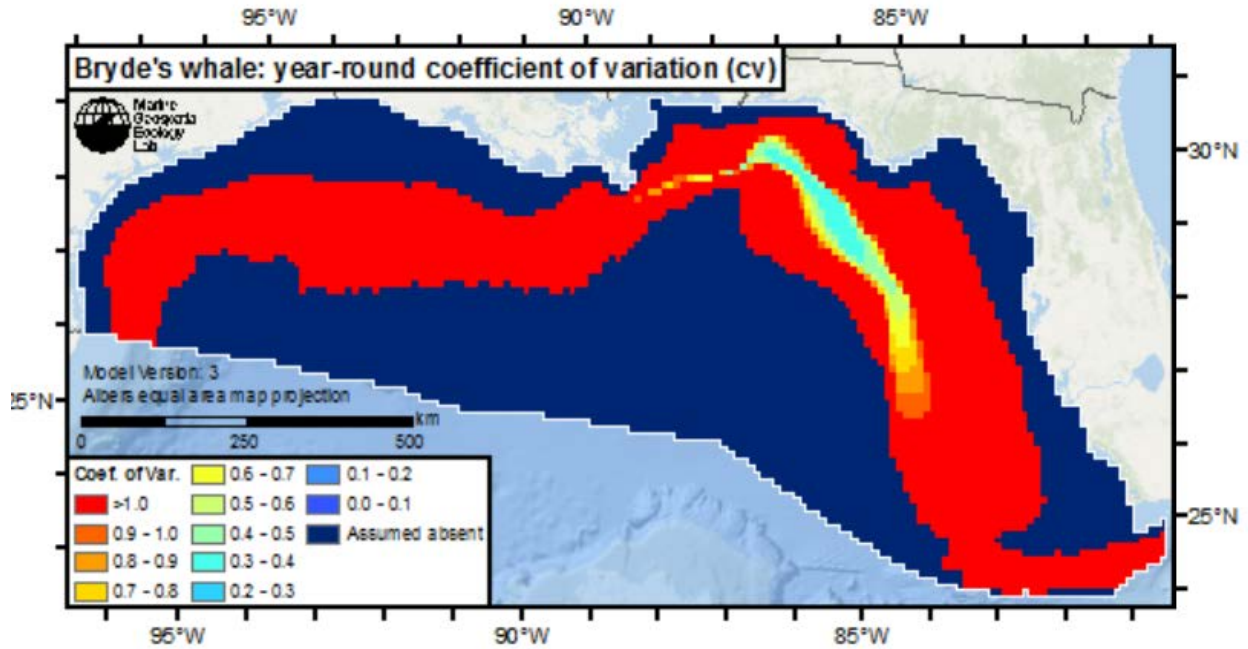 95°W 90°W 85°W
Bryde's whale: year-round coefficient of variation (cv)
Marine
Geospatial
Ecology
Lab
30°N
Model Version: 3
Albers equal area map projection
25°N
km
0 250 500
Coef. of Var.
>1.0
0.9 - 1.0
0.8 - 0.9
0.7 - 0.8
0.6 - 0.7
0.5 - 0.6
0.4 - 0.5
0.3 - 0.4
0.2 - 0.3
0.1 - 0.2
0.0 - 0.1
Assumed absent
25°N
95°W 90°W 85°W